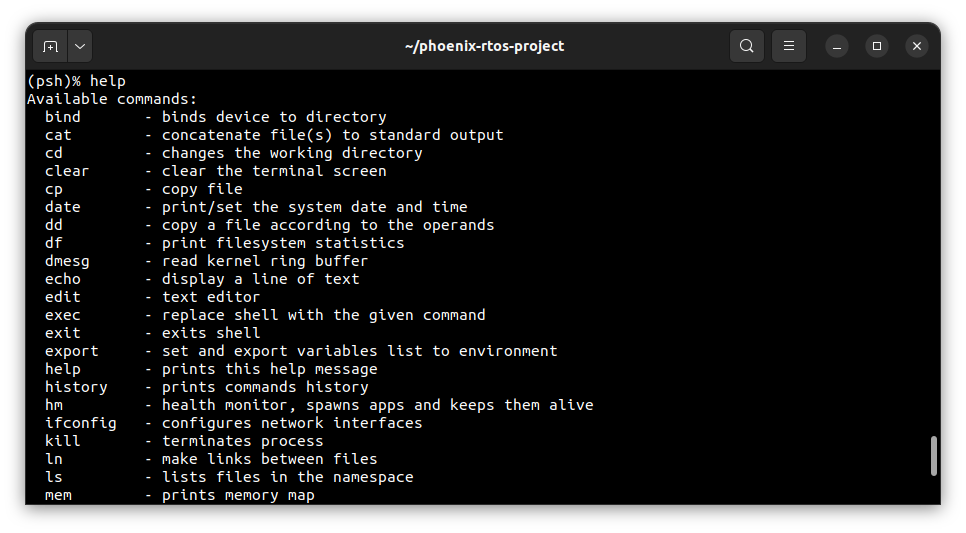 ~/phoenix-rtos-project
(psh)% help
Available commands:
  bind       - binds device to directory
  cat        - concatenate file(s) to standard output
  cd         - changes the working directory
  clear      - clear the terminal screen
  cp         - copy file
  date       - print/set the system date and time
  dd         - copy a file according to the operands
  df         - print filesystem statistics
  dmesg      - read kernel ring buffer
  echo       - display a line of text
  edit       - text editor
  exec       - replace shell with the given command
  exit       - exits shell
  export     - set and export variables list to environment
  help       - prints this help message
  history    - prints commands history
  hm         - health monitor, spawns apps and keeps them alive
  ifconfig   - configures network interfaces
  kill       - terminates process
  ln         - make links between files
  ls         - lists files in the namespace
  mem        - prints memory map